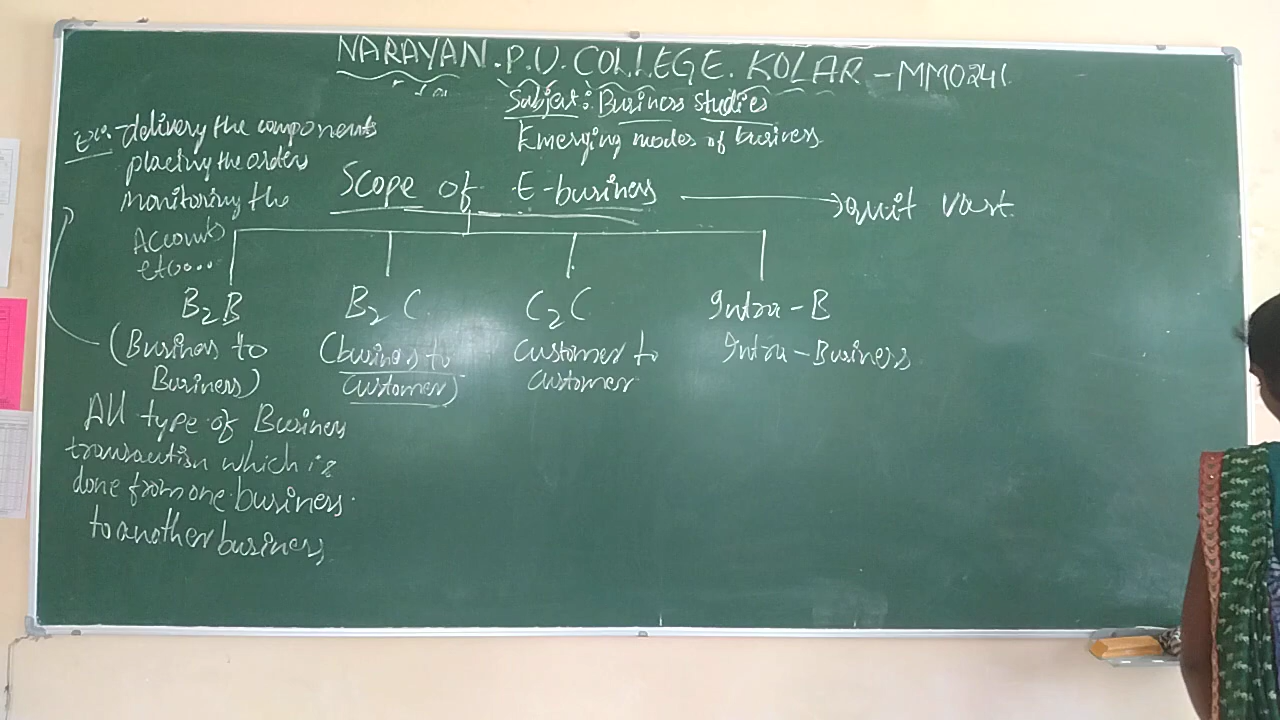 NARAYAN.P.U.COLLEGE.KOLAR - MM0241
Subject: Business studies
Emerging modes of business
Ex:- delivery the components
placing the orders
monitoring the
Accounts
etc....
Scope of E-business → quit vast
B2B
(Business to
Business)
All type of Business
transaction which is
done from one business
to another business
B2C
(business to
customer)
C2C
customer to
customer
Intra-B
Intra-Business